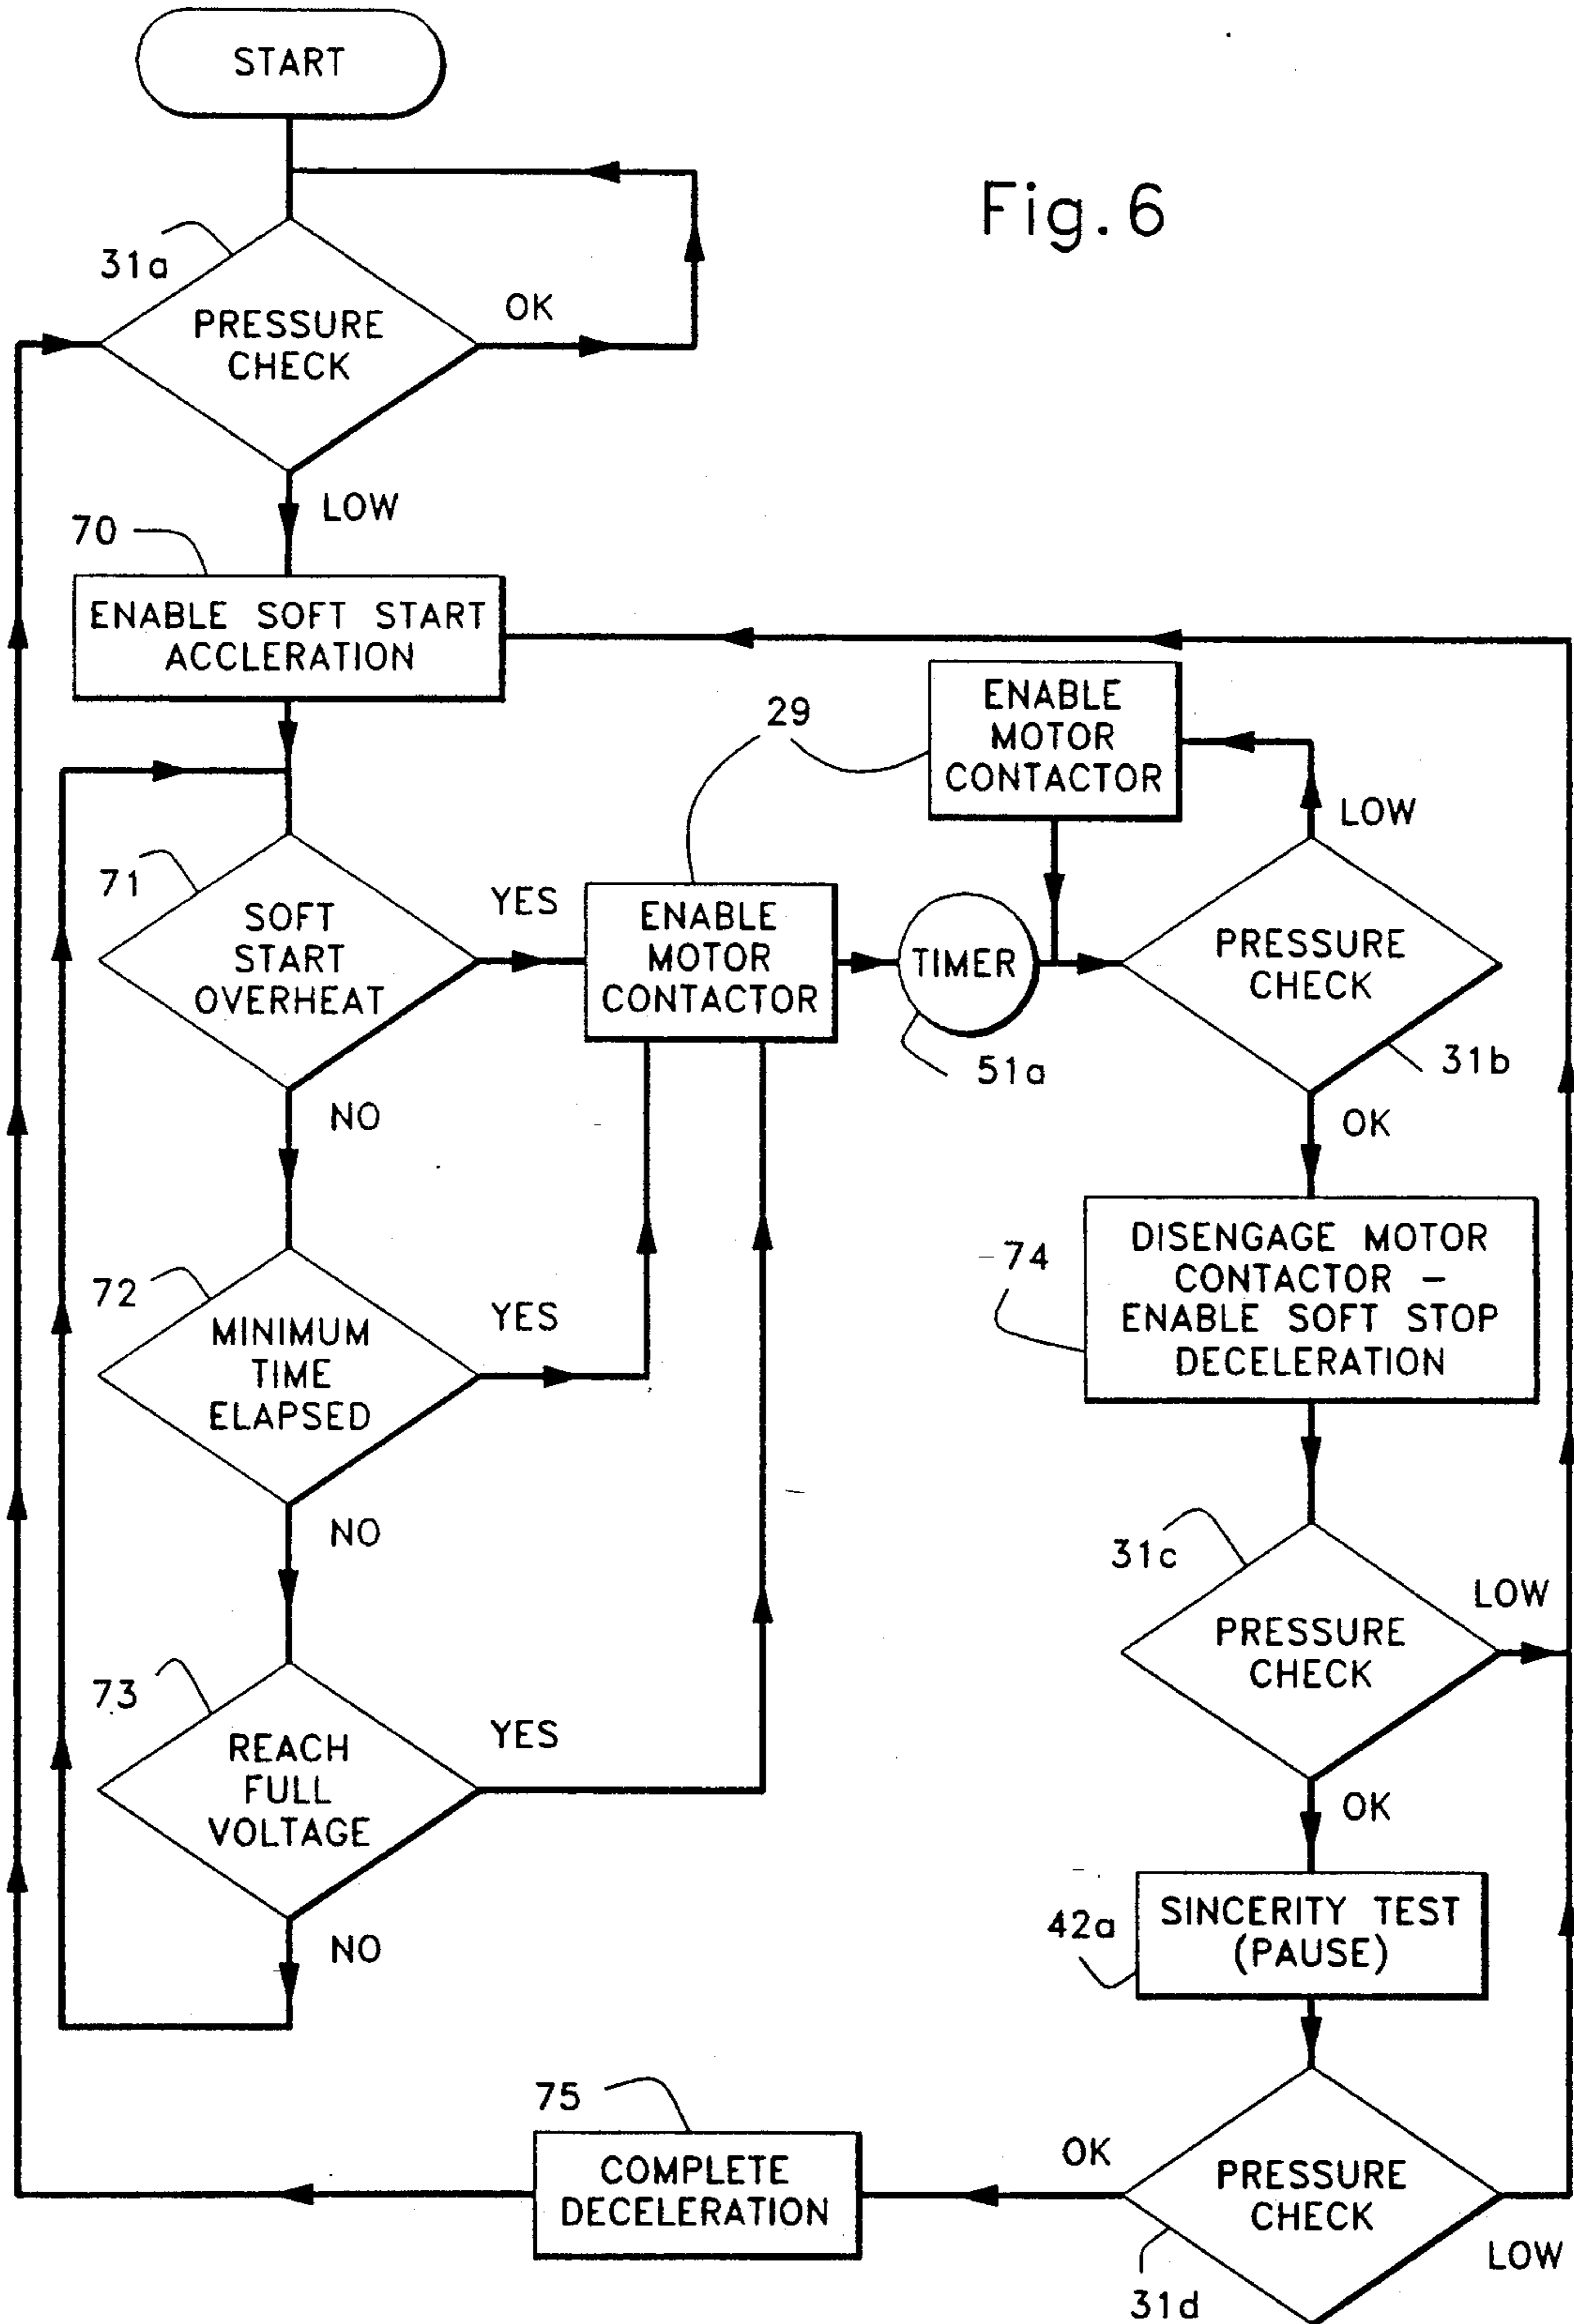 START
Fig. 6
31a
PRESSURE
CHECK
OK
LOW
70
ENABLE SOFT START
ACCLERATION
29
ENABLE
MOTOR
CONTACTOR
LOW
71
SOFT
START
OVERHEAT
YES
ENABLE
MOTOR
CONTACTOR
TIMER
51a
PRESSURE
CHECK
31b
NO
OK
72
MINIMUM
TIME
ELAPSED
YES
74
DISENGAGE MOTOR
CONTACTOR –
ENABLE SOFT STOP
DECELERATION
NO
31c
PRESSURE
CHECK
LOW
73
REACH
FULL
VOLTAGE
YES
OK
NO
42a
SINCERITY TEST
(PAUSE)
75
COMPLETE
DECELERATION
OK
PRESSURE
CHECK
LOW
31d